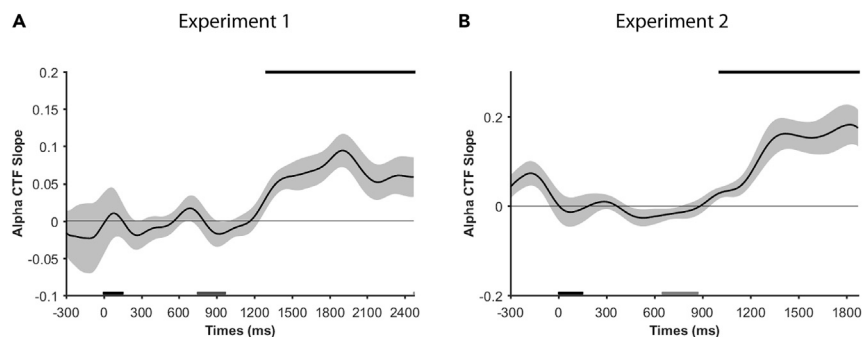 A Experiment 1
0.2
0.15
0.1
0.05
0
-0.05
-0.1
Alpha CTF Slope
-300 0 300 600 900 1200 1500 1800 2100 2400
Times (ms)
B Experiment 2
0.2
0
-0.2
Alpha CTF Slope
-300 0 300 600 900 1200 1500 1800
Times (ms)